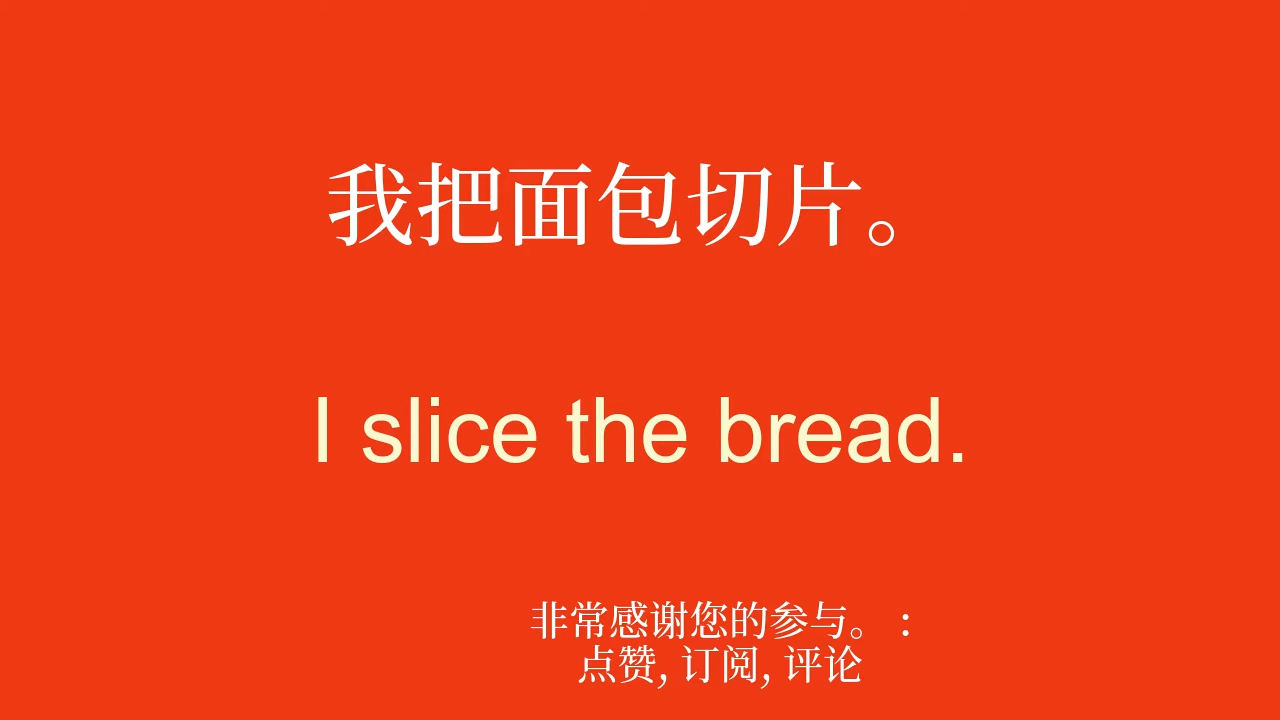 我把面包切片。
I slice the bread.
非常感谢您的参与。 :
点赞, 订阅, 评论